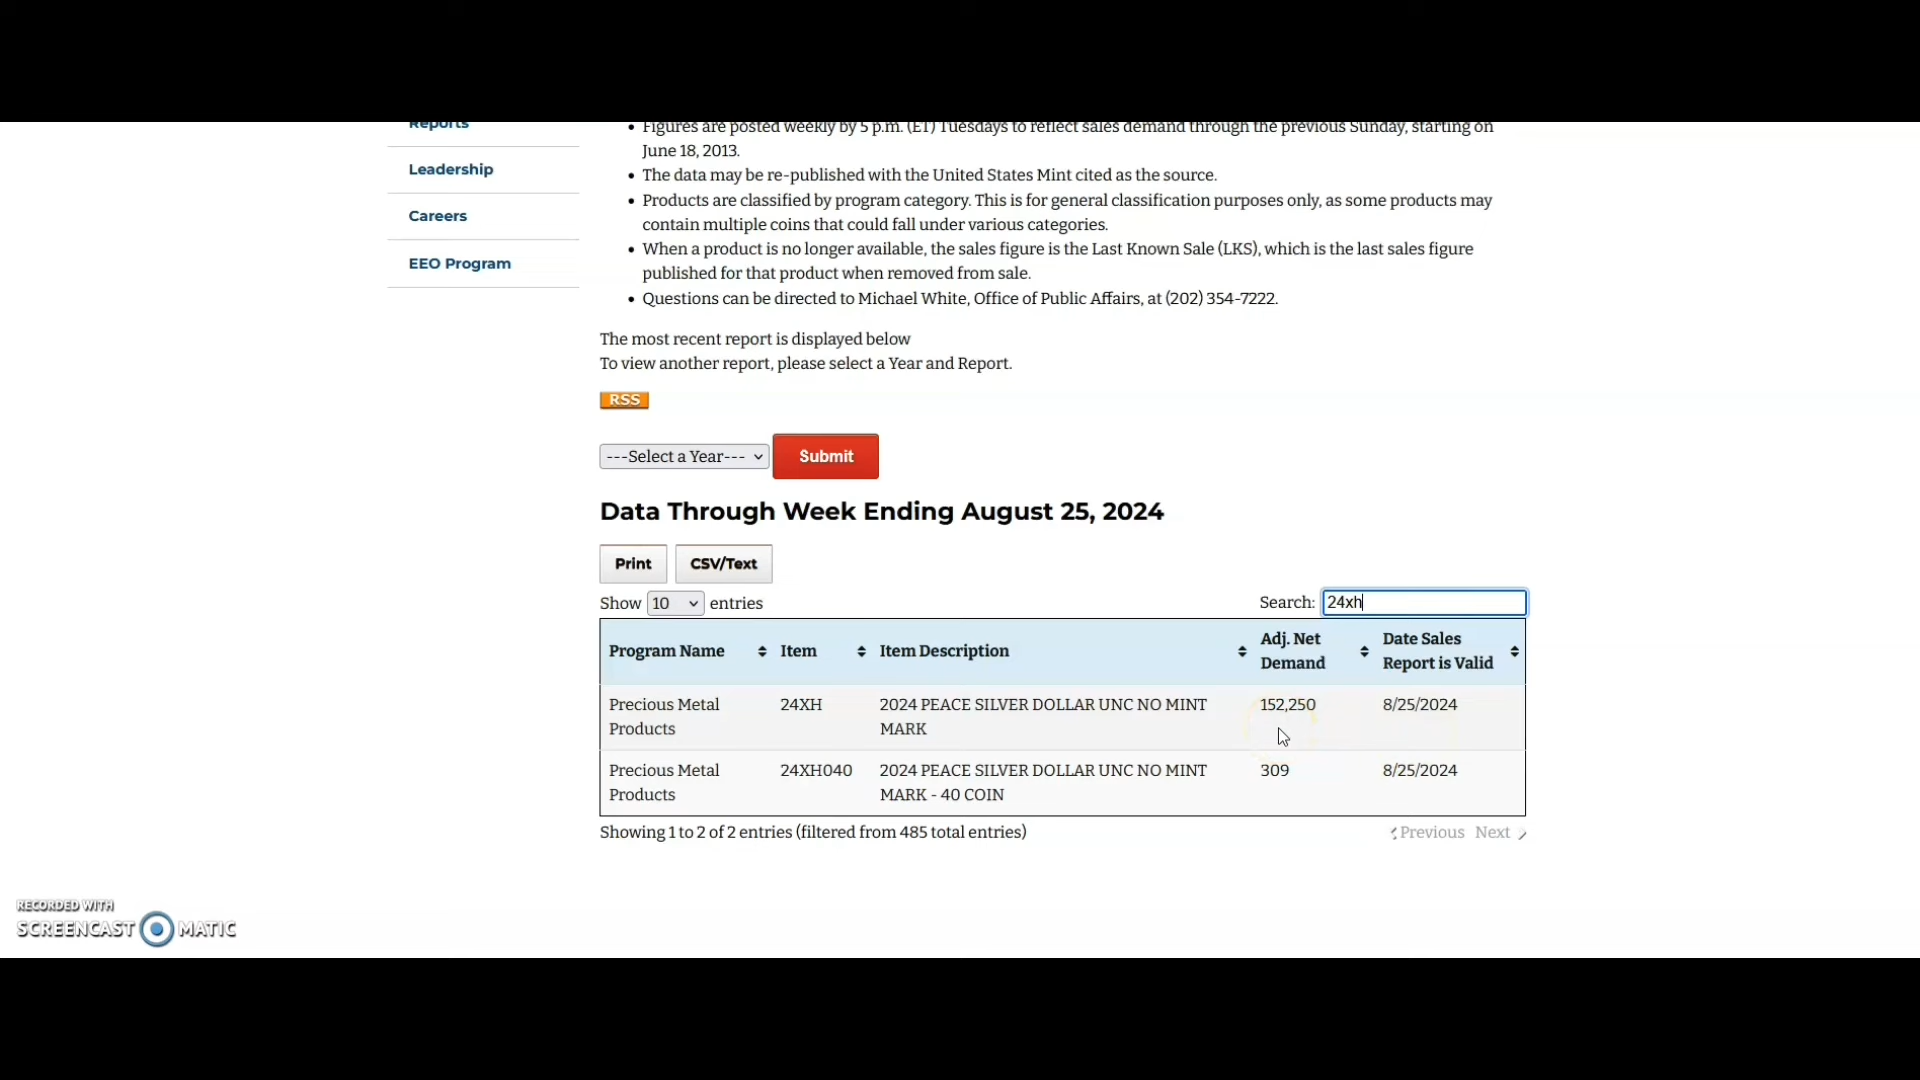 Reports
Leadership
Careers
EEO Program
• Figures are posted weekly by 5 p.m. (ET) Tuesdays to reflect sales demand through the previous Sunday, starting on
June 18, 2013.
• The data may be re-published with the United States Mint cited as the source.
• Products are classified by program category. This is for general classification purposes only, as some products may
contain multiple coins that could fall under various categories.
• When a product is no longer available, the sales figure is the Last Known Sale (LKS), which is the last sales figure
published for that product when removed from sale.
• Questions can be directed to Michael White, Office of Public Affairs, at (202) 354-7222.
The most recent report is displayed below
To view another report, please select a Year and Report.
RSS
---Select a Year--- Submit
Data Through Week Ending August 25, 2024
Print CSV/Text
Show 10 entries Search: 24xh
Program Name Item Item Description Adj. Net Demand Date Sales Report is Valid
Precious Metal Products 24XH 2024 PEACE SILVER DOLLAR UNC NO MINT MARK 152,250 8/25/2024
Precious Metal Products 24XH040 2024 PEACE SILVER DOLLAR UNC NO MINT MARK - 40 COIN 309 8/25/2024
Showing 1 to 2 of 2 entries (filtered from 485 total entries) Previous Next
RECORDED WITH
SCREENCAST MATIC